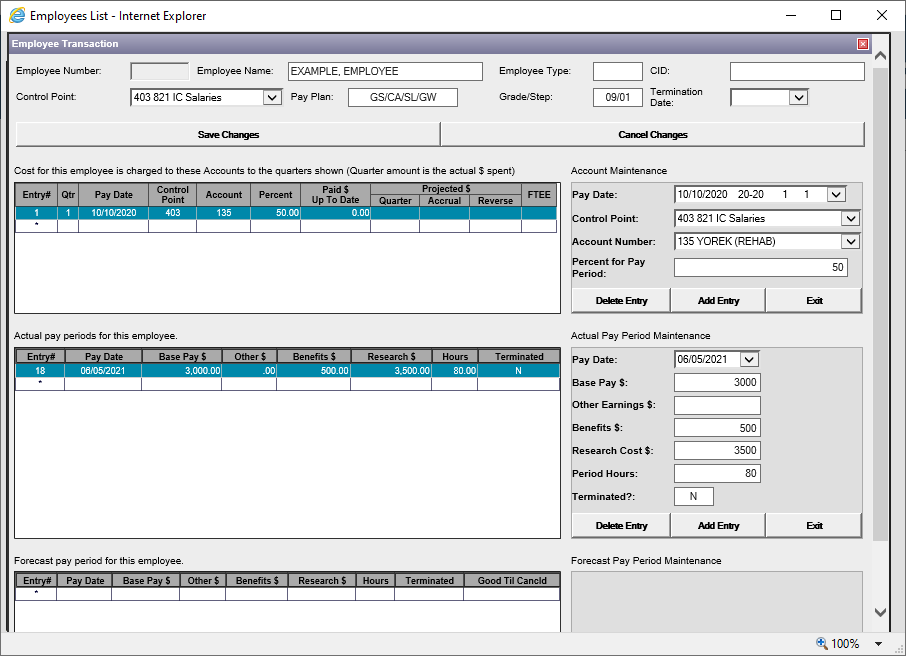 Employees List - Internet Explorer
Employee Transaction
Employee Number: Employee Name: EXAMPLE, EMPLOYEE Employee Type: CID:
Control Point: 403 821 IC Salaries Pay Plan: GS/CA/SL/GW Grade/Step: 09/01 Termination Date:
Save Changes Cancel Changes
Cost for this employee is charged to these Accounts to the quarters shown (Quarter amount is the actual $ spent)
Entry# Qtr Pay Date Control Point Account Percent Paid $ Up To Date Projected $ Quarter Accrual Reverse FTEE
1 1 10/10/2020 403 135 50.00 0.00
*
Account Maintenance
Pay Date: 10/10/2020 20-20 1 1
Control Point: 403 821 IC Salaries
Account Number: 135 YOREK (REHAB)
Percent for Pay Period: 50
Delete Entry Add Entry Exit
Actual pay periods for this employee.
Entry# Pay Date Base Pay $ Other $ Benefits $ Research $ Hours Terminated
18 06/05/2021 3,000.00 .00 500.00 3,500.00 80.00 N
*
Actual Pay Period Maintenance
Pay Date: 06/05/2021
Base Pay $: 3000
Other Earnings $:
Benefits $: 500
Research Cost $: 3500
Period Hours: 80
Terminated?: N
Delete Entry Add Entry Exit
Forecast pay period for this employee.
Entry# Pay Date Base Pay $ Other $ Benefits $ Research $ Hours Terminated Good Til Cancld
*
Forecast Pay Period Maintenance
100%